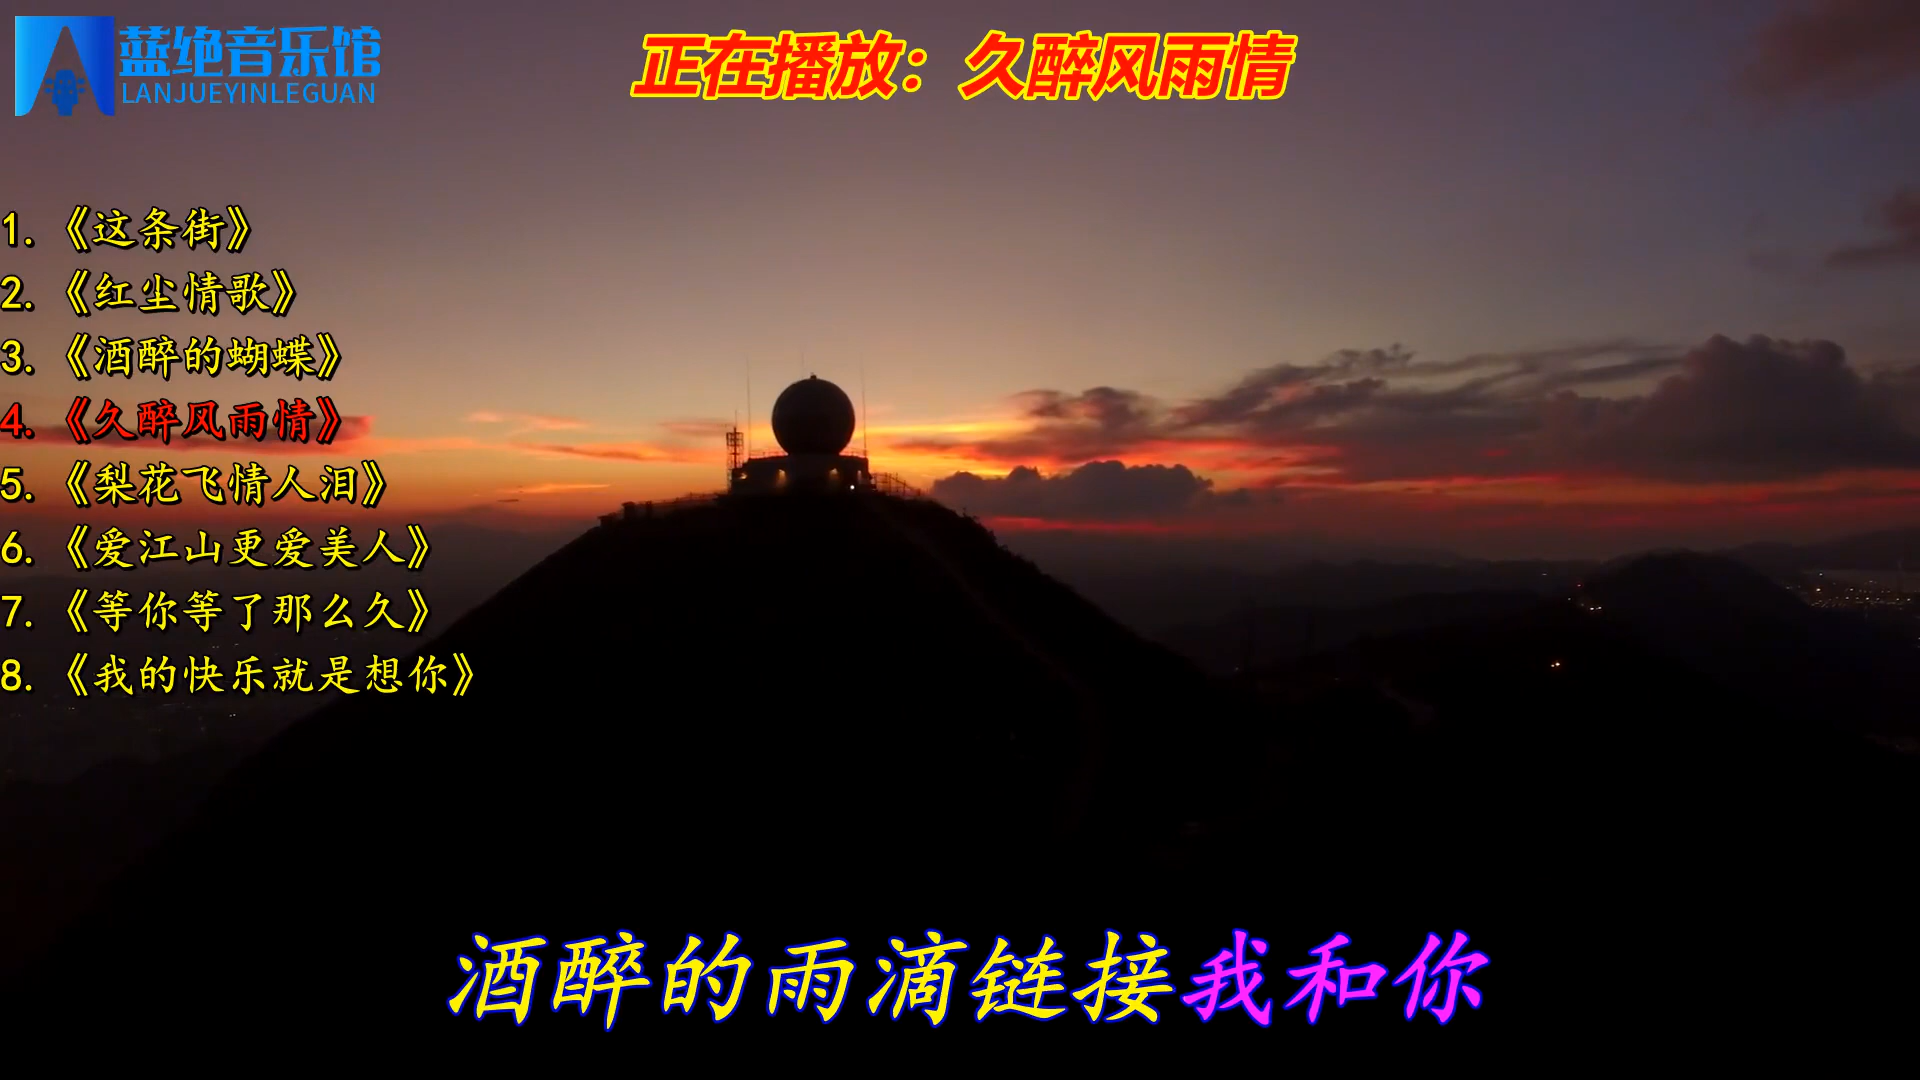 蓝绝音乐馆
LANJUEYINLEGUAN
正在播放：久醉风雨情
1.《这条街》
2.《红尘情歌》
3.《酒醉的蝴蝶》
4.《久醉风雨情》
5.《梨花飞情人泪》
6.《爱江山更爱美人》
7.《等你等了那么久》
8.《我的快乐就是想你》
酒醉的雨滴链接我和你